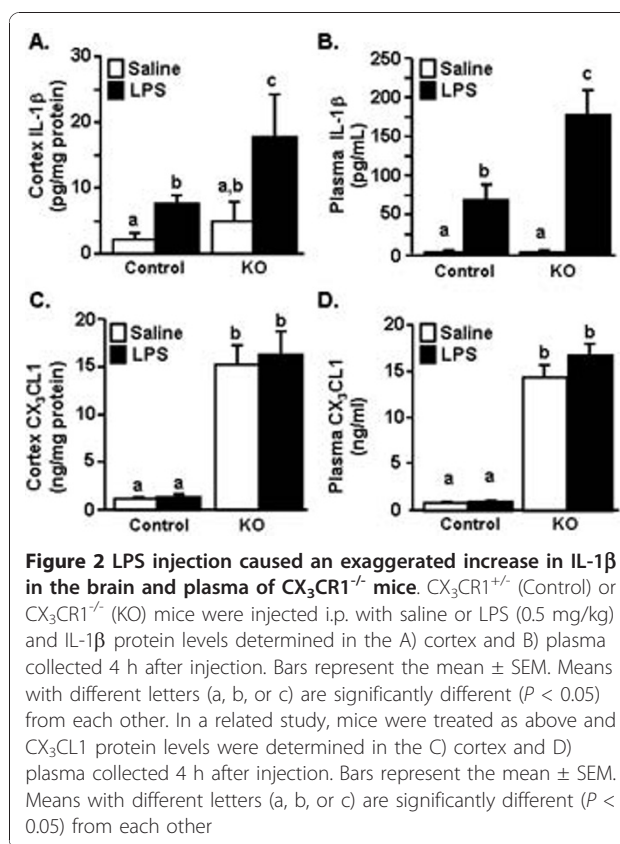 A.
Saline
LPS
Cortex IL-1β
(pg/mg protein)
30
20
10
0
a
b
a,b
c
Control
KO
B.
Saline
LPS
Plasma IL-1β
(pg/mL)
250
200
150
100
50
0
a
b
a
c
Control
KO
C.
Saline
LPS
Cortex CX₃CL1
(ng/mg protein)
20
15
10
5
0
a
a
b
b
Control
KO
D.
Saline
LPS
Plasma CX₃CL1
(ng/ml)
20
15
10
5
0
a
a
b
b
Control
KO
Figure 2 LPS injection caused an exaggerated increase in IL-1β
in the brain and plasma of CX₃CR1⁻/⁻ mice. CX₃CR1⁺/⁻ (Control) or
CX₃CR1⁻/⁻ (KO) mice were injected i.p. with saline or LPS (0.5 mg/kg)
and IL-1β protein levels determined in the A) cortex and B) plasma
collected 4 h after injection. Bars represent the mean ± SEM. Means
with different letters (a, b, or c) are significantly different (P < 0.05)
from each other. In a related study, mice were treated as above and
CX₃CL1 protein levels were determined in the C) cortex and D)
plasma collected 4 h after injection. Bars represent the mean ± SEM.
Means with different letters (a, b, or c) are significantly different (P <
0.05) from each other